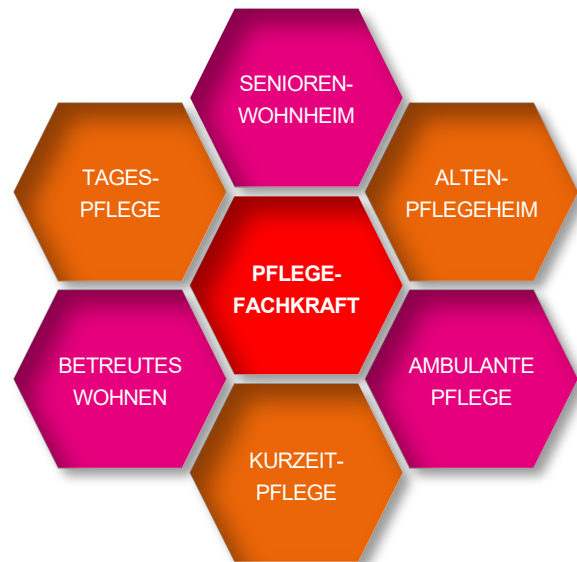 SENIOREN-
WOHNHEIM
TAGES-
PFLEGE
ALTEN-
PFLEGEHEIM
PFLEGE-
FACHKRAFT
BETREUTES
WOHNEN
AMBULANTE
PFLEGE
KURZEIT-
PFLEGE